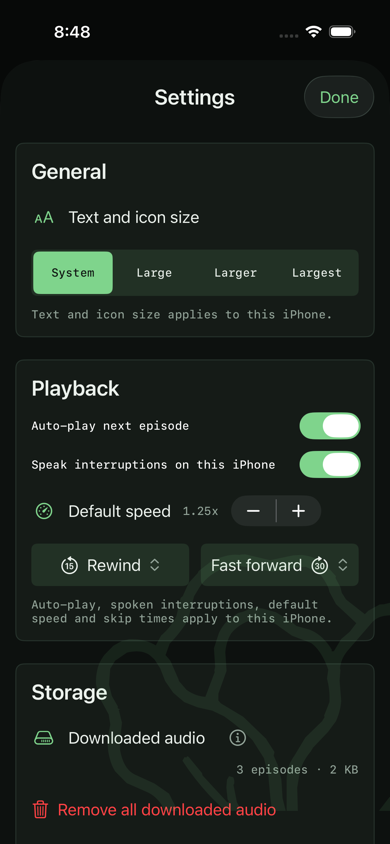 8:48
Settings
Done
General
AA Text and icon size
System Large Larger Largest
Text and icon size applies to this iPhone.
Playback
Auto-play next episode
Speak interruptions on this iPhone
Default speed 1.25x − +
15 Rewind Fast forward 30
Auto-play, spoken interruptions, default
speed and skip times apply to this iPhone.
Storage
Downloaded audio
3 episodes · 2 KB
Remove all downloaded audio